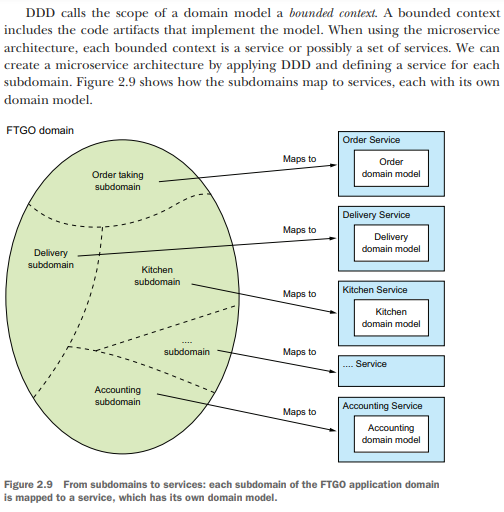 DDD calls the scope of a domain model a bounded context. A bounded context
includes the code artifacts that implement the model. When using the microservice
architecture, each bounded context is a service or possibly a set of services. We can
create a microservice architecture by applying DDD and defining a service for each
subdomain. Figure 2.9 shows how the subdomains map to services, each with its own
domain model.
FTGO domain
Order taking
subdomain
Maps to
Order Service
Order
domain model
Delivery
subdomain
Maps to
Delivery Service
Delivery
domain model
Kitchen
subdomain
Maps to
Kitchen Service
Kitchen
domain model
....
subdomain
Maps to
.... Service
Accounting
subdomain
Maps to
Accounting Service
Accounting
domain model
Figure 2.9 From subdomains to services: each subdomain of the FTGO application domain
is mapped to a service, which has its own domain model.